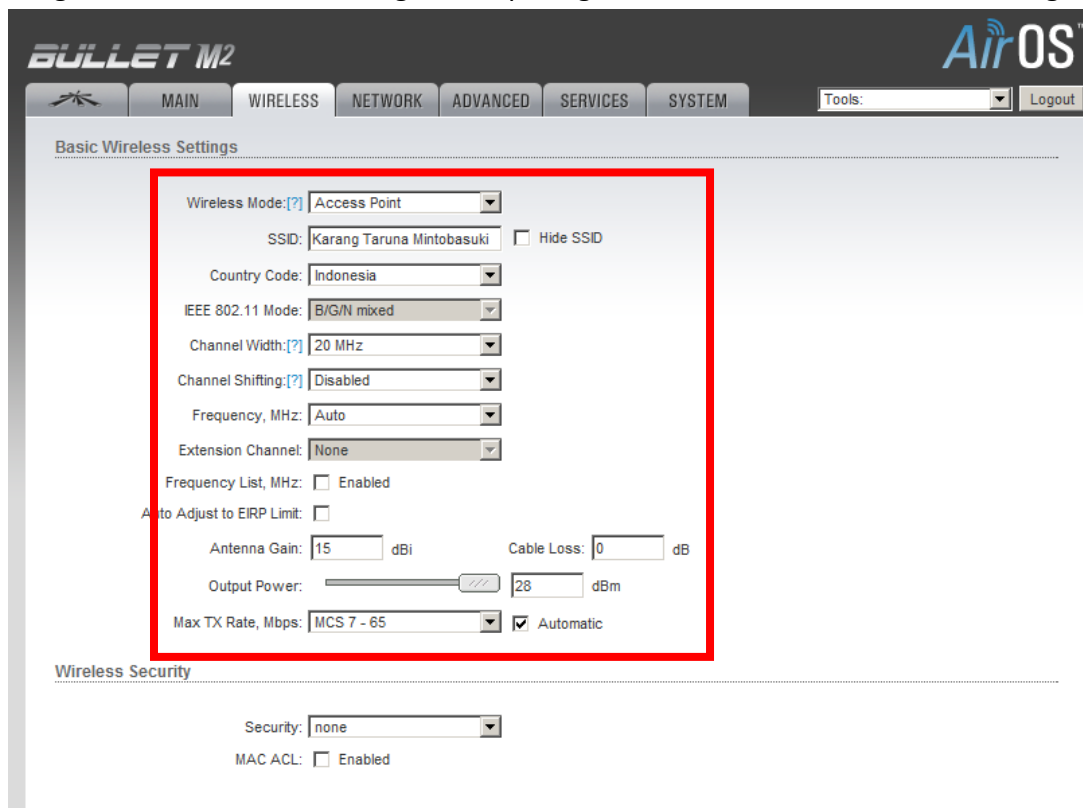 BULLET M2
AirOS™
MAIN WIRELESS NETWORK ADVANCED SERVICES SYSTEM Tools: Logout
Basic Wireless Settings
Wireless Mode:[?] Access Point
SSID: Karang Taruna Mintobasuki Hide SSID
Country Code: Indonesia
IEEE 802.11 Mode: B/G/N mixed
Channel Width:[?] 20 MHz
Channel Shifting:[?] Disabled
Frequency, MHz: Auto
Extension Channel: None
Frequency List, MHz: Enabled
Auto Adjust to EIRP Limit:
Antenna Gain: 15 dBi Cable Loss: 0 dB
Output Power: 28 dBm
Max TX Rate, Mbps: MCS 7 - 65 Automatic
Wireless Security
Security: none
MAC ACL: Enabled